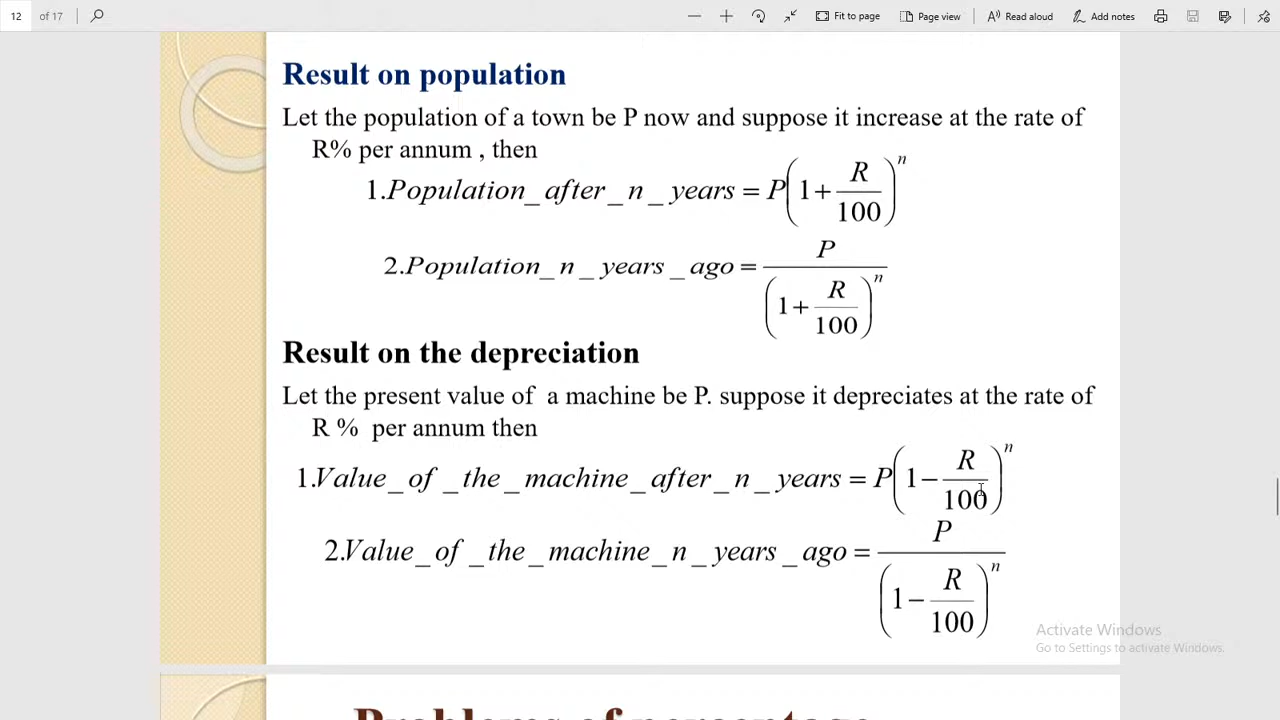 12 of 17 Fit to page Page view Read aloud Add notes
Result on population
Let the population of a town be P now and suppose it increase at the rate of
R% per annum , then
1.Population_after_n_years = P(1+R/100)^n
2.Population_n_years_ago = P/(1+R/100)^n
Result on the depreciation
Let the present value of a machine be P. suppose it depreciates at the rate of
R % per annum then
1.Value_of_the_machine_after_n_years = P(1−R/100)^n
2.Value_of_the_machine_n_years_ago = P/(1−R/100)^n
Activate Windows
Go to Settings to activate Windows.
Problems of percentage